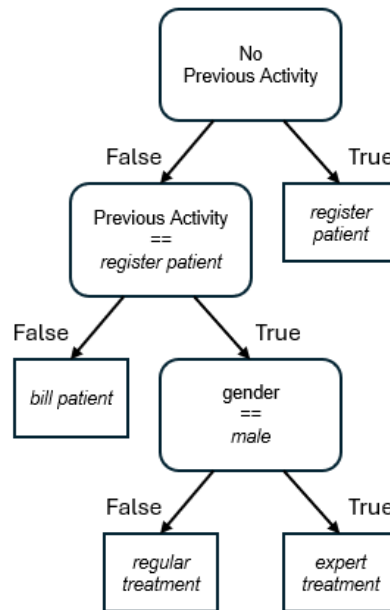 No
Previous Activity
False
True
Previous Activity
==
register patient
register
patient
False
True
bill patient
gender
==
male
False
True
regular
treatment
expert
treatment